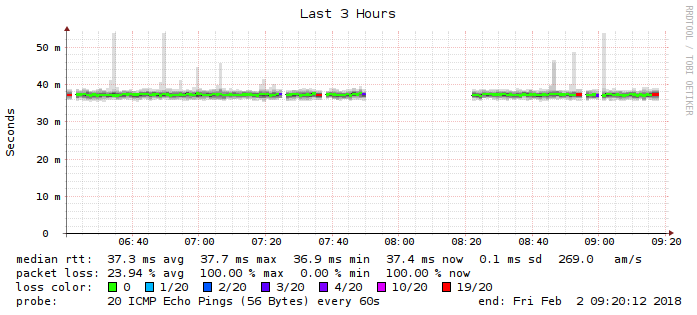 Last 3 Hours
RRDTOOL / TOBI OETIKER
Seconds
50 m
40 m
30 m
20 m
10 m
0
06:40 07:00 07:20 07:40 08:00 08:20 08:40 09:00 09:20
median rtt: 37.3 ms avg 37.7 ms max 36.9 ms min 37.4 ms now 0.1 ms sd 269.0 am/s
packet loss: 23.94 % avg 100.00 % max 0.00 % min 100.00 % now
loss color: 0 1/20 2/20 3/20 4/20 10/20 19/20
probe: 20 ICMP Echo Pings (56 Bytes) every 60s end: Fri Feb 2 09:20:12 2018